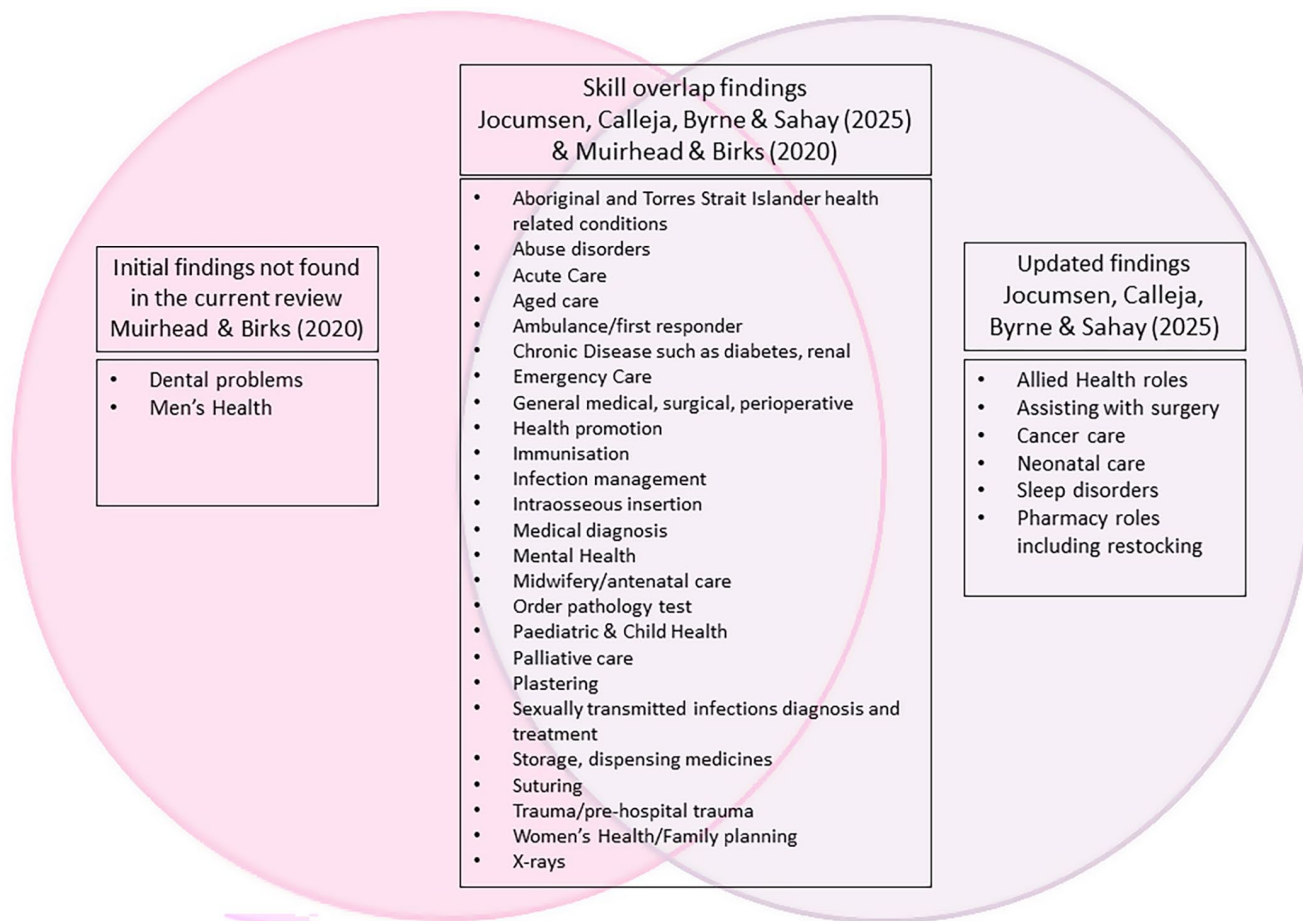 Initial findings not found
in the current review
Muirhead & Birks (2020)
• Dental problems
• Men's Health
Skill overlap findings
Jocumsen, Calleja, Byrne & Sahay (2025)
& Muirhead & Birks (2020)
• Aboriginal and Torres Strait Islander health
related conditions
• Abuse disorders
• Acute Care
• Aged care
• Ambulance/first responder
• Chronic Disease such as diabetes, renal
• Emergency Care
• General medical, surgical, perioperative
• Health promotion
• Immunisation
• Infection management
• Intraosseous insertion
• Medical diagnosis
• Mental Health
• Midwifery/antenatal care
• Order pathology test
• Paediatric & Child Health
• Palliative care
• Plastering
• Sexually transmitted infections diagnosis and
treatment
• Storage, dispensing medicines
• Suturing
• Trauma/pre-hospital trauma
• Women's Health/Family planning
• X-rays
Updated findings
Jocumsen, Calleja,
Byrne & Sahay (2025)
• Allied Health roles
• Assisting with surgery
• Cancer care
• Neonatal care
• Sleep disorders
• Pharmacy roles
including restocking